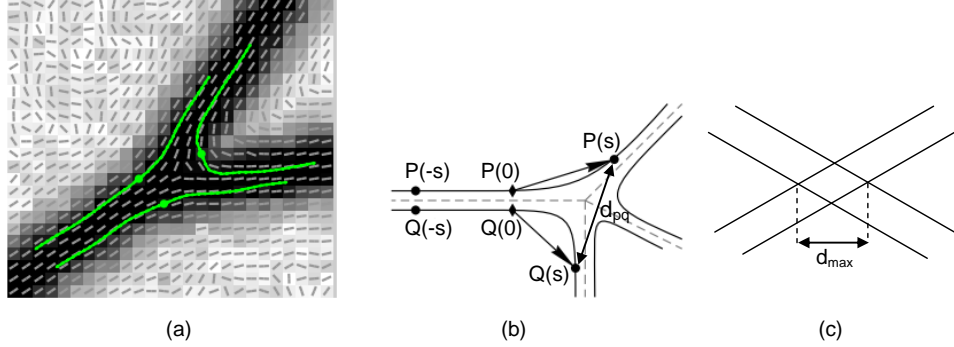 P(-s) P(0) P(s)
Q(-s) Q(0) d_pq
Q(s)
d_max
(a) (b) (c)